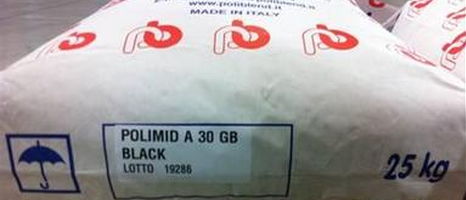 www.poliblend.it
MADE IN ITALY
POLIMID A 30 GB
BLACK
LOTTO 19286
25 kg